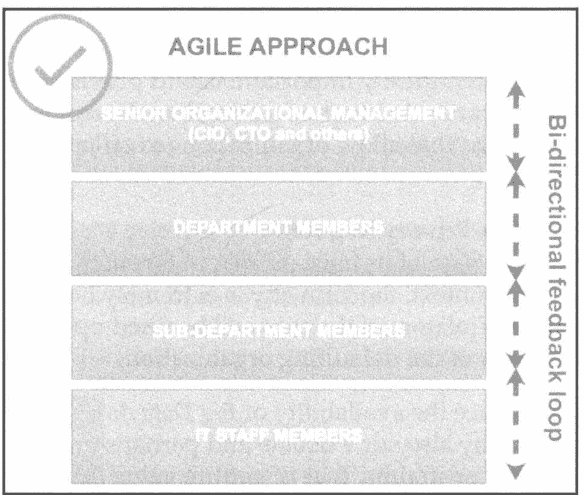 AGILE APPROACH
SENIOR ORGANIZATIONAL MANAGEMENT
(CIO, CTO and others)
DEPARTMENT MEMBERS
SUB-DEPARTMENT MEMBERS
IT STAFF MEMBERS
Bi-directional feedback loop